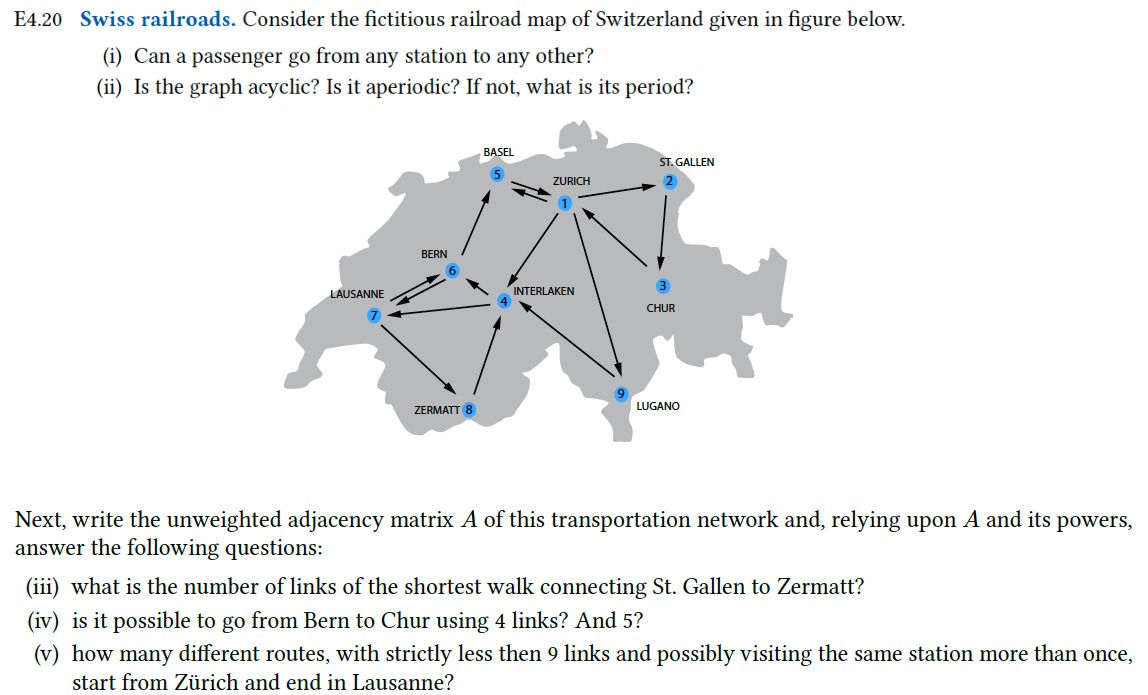 E4.20 Swiss railroads. Consider the fictitious railroad map of Switzerland given in figure below.
(i) Can a passenger go from any station to any other?
(ii) Is the graph acyclic? Is it aperiodic? If not, what is its period?
BASEL
5
ZURICH
1
ST. GALLEN
2
BERN
6
LAUSANNE
7
INTERLAKEN
4
3
CHUR
ZERMATT 8
9
LUGANO
Next, write the unweighted adjacency matrix A of this transportation network and, relying upon A and its powers,
answer the following questions:
(iii) what is the number of links of the shortest walk connecting St. Gallen to Zermatt?
(iv) is it possible to go from Bern to Chur using 4 links? And 5?
(v) how many different routes, with strictly less then 9 links and possibly visiting the same station more than once,
start from Zürich and end in Lausanne?